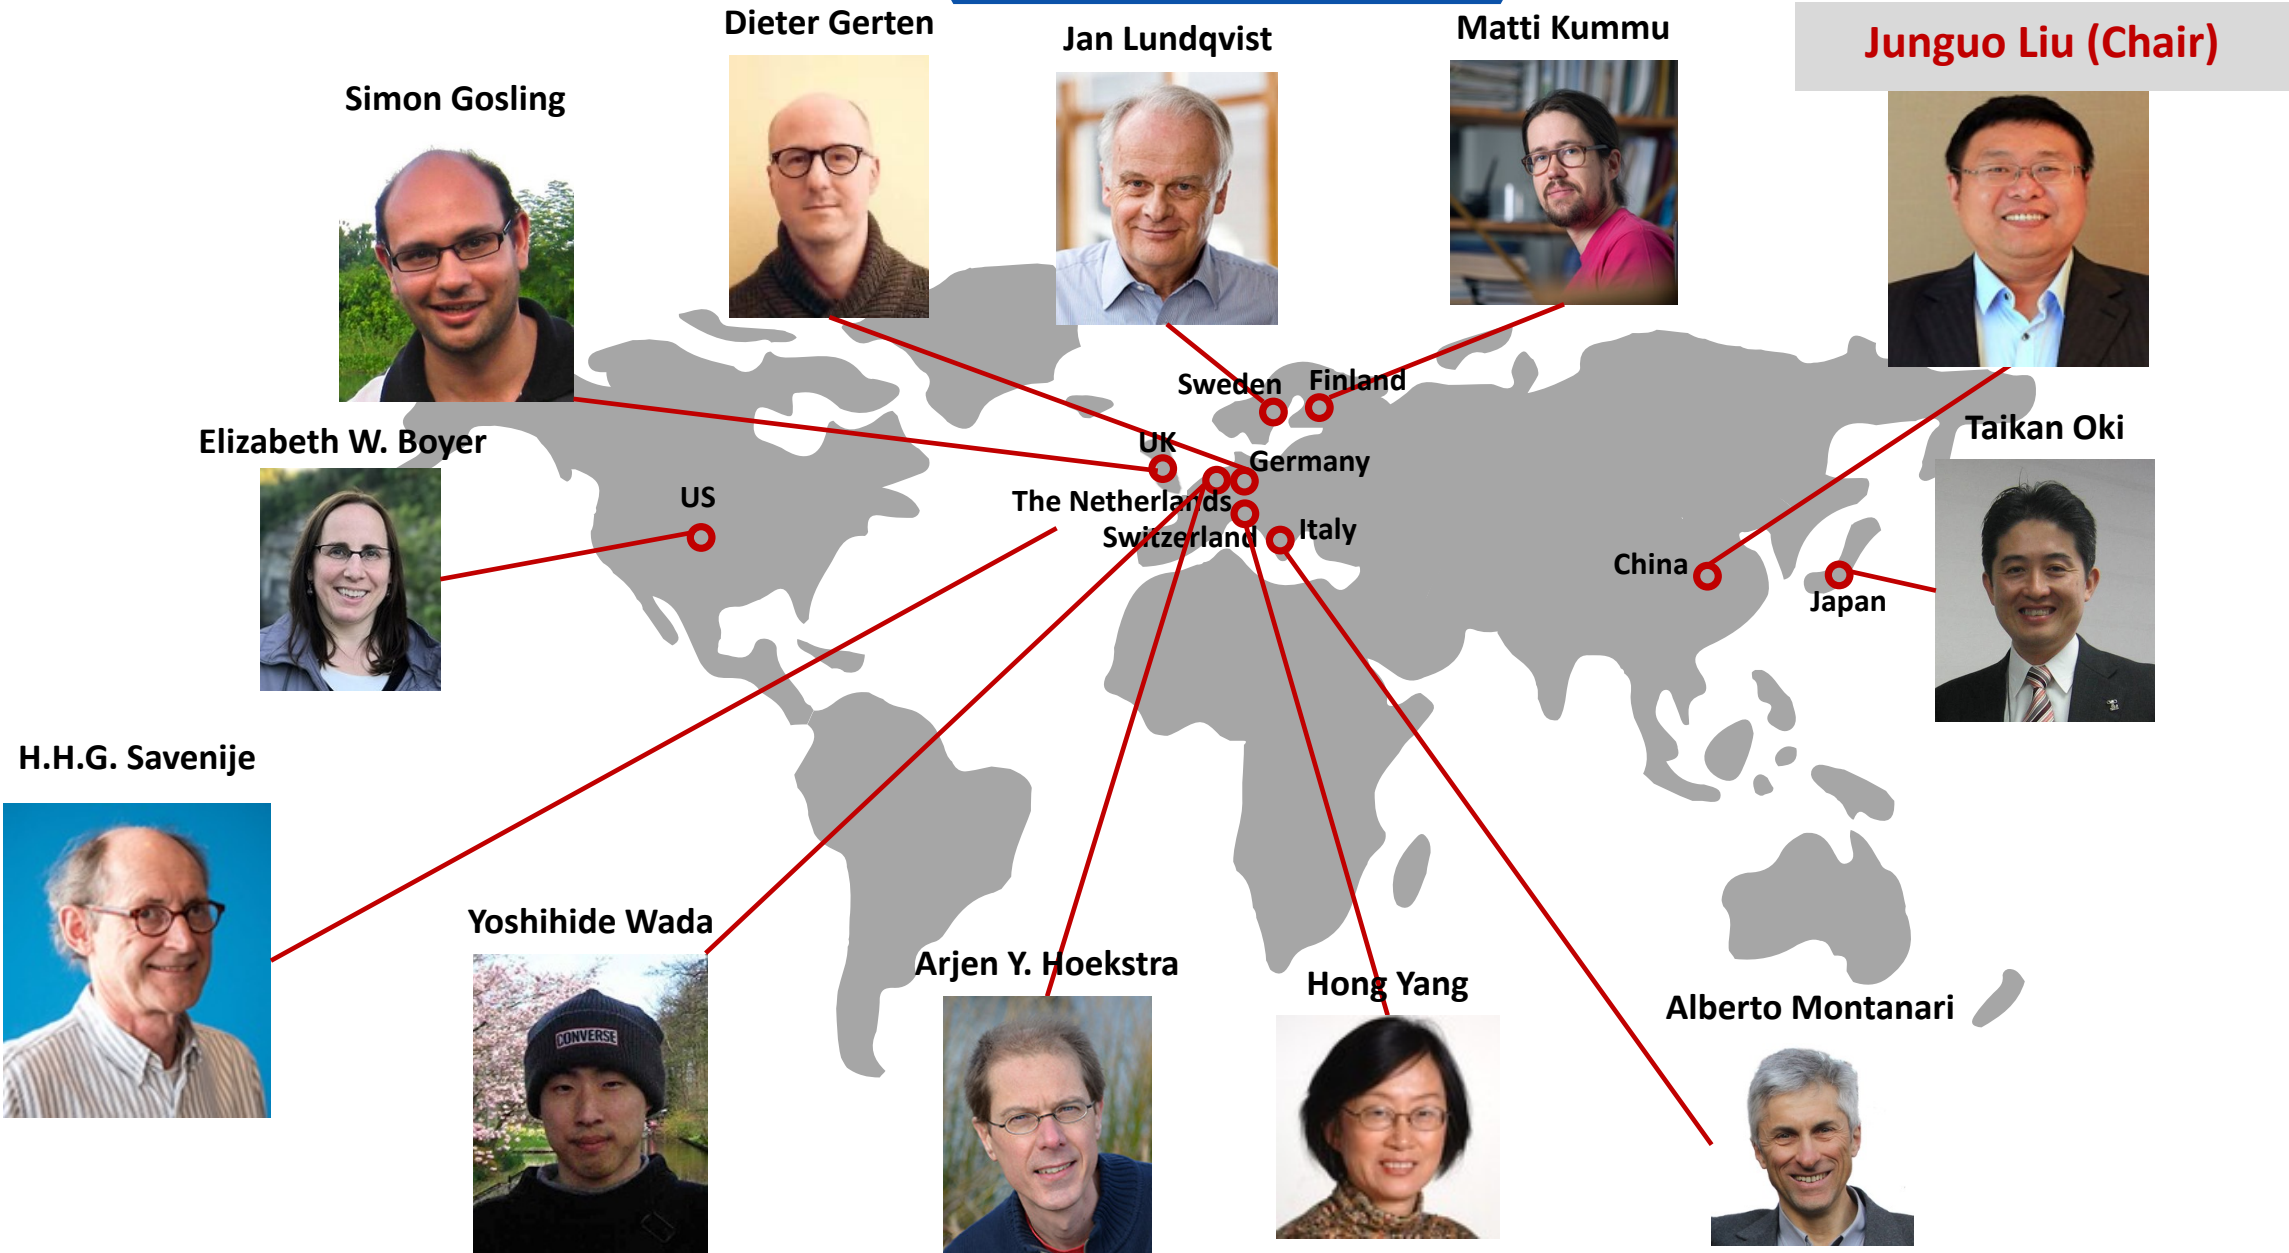 Dieter Gerten
Jan Lundqvist
Matti Kummu
Junguo Liu (Chair)
Simon Gosling
Sweden
Finland
Elizabeth W. Boyer
UK
Germany
Taikan Oki
US
The Netherlands
Switzerland
Italy
China
Japan
H.H.G. Savenije
Yoshihide Wada
Arjen Y. Hoekstra
Hong Yang
Alberto Montanari
CONVERSE